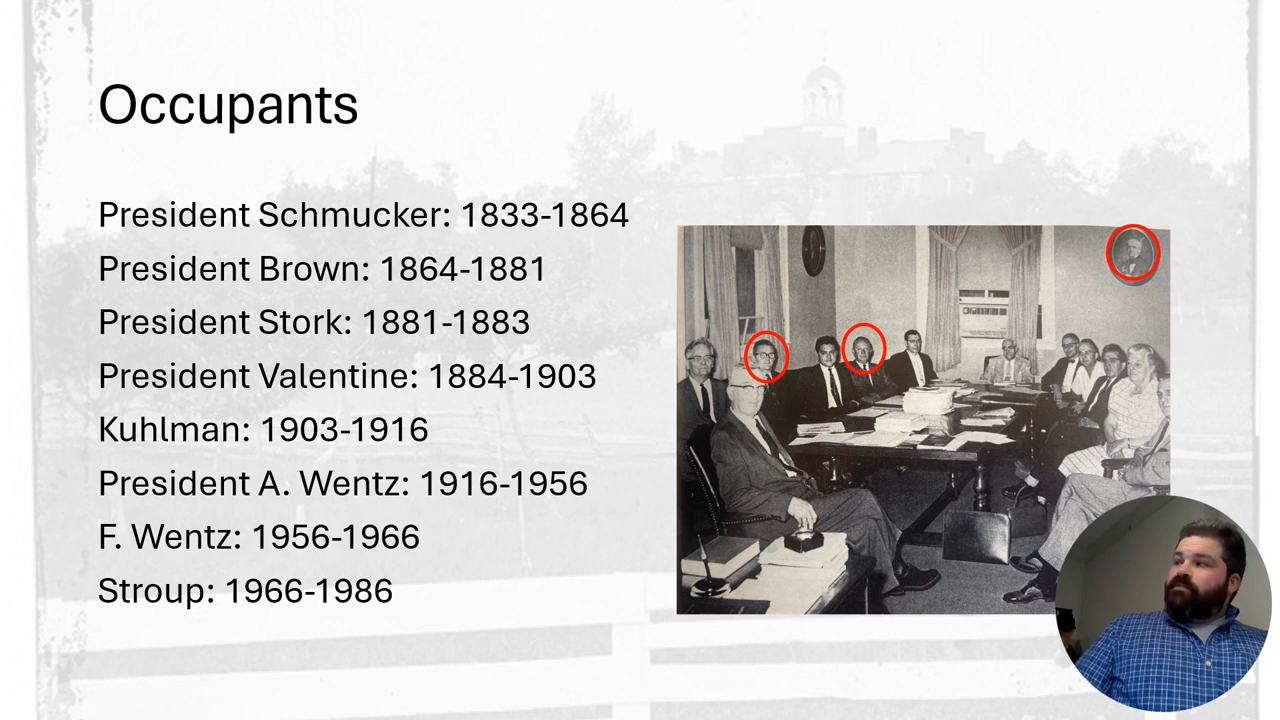 Occupants
President Schmucker: 1833-1864
President Brown: 1864-1881
President Stork: 1881-1883
President Valentine: 1884-1903
Kuhlman: 1903-1916
President A. Wentz: 1916-1956
F. Wentz: 1956-1966
Stroup: 1966-1986